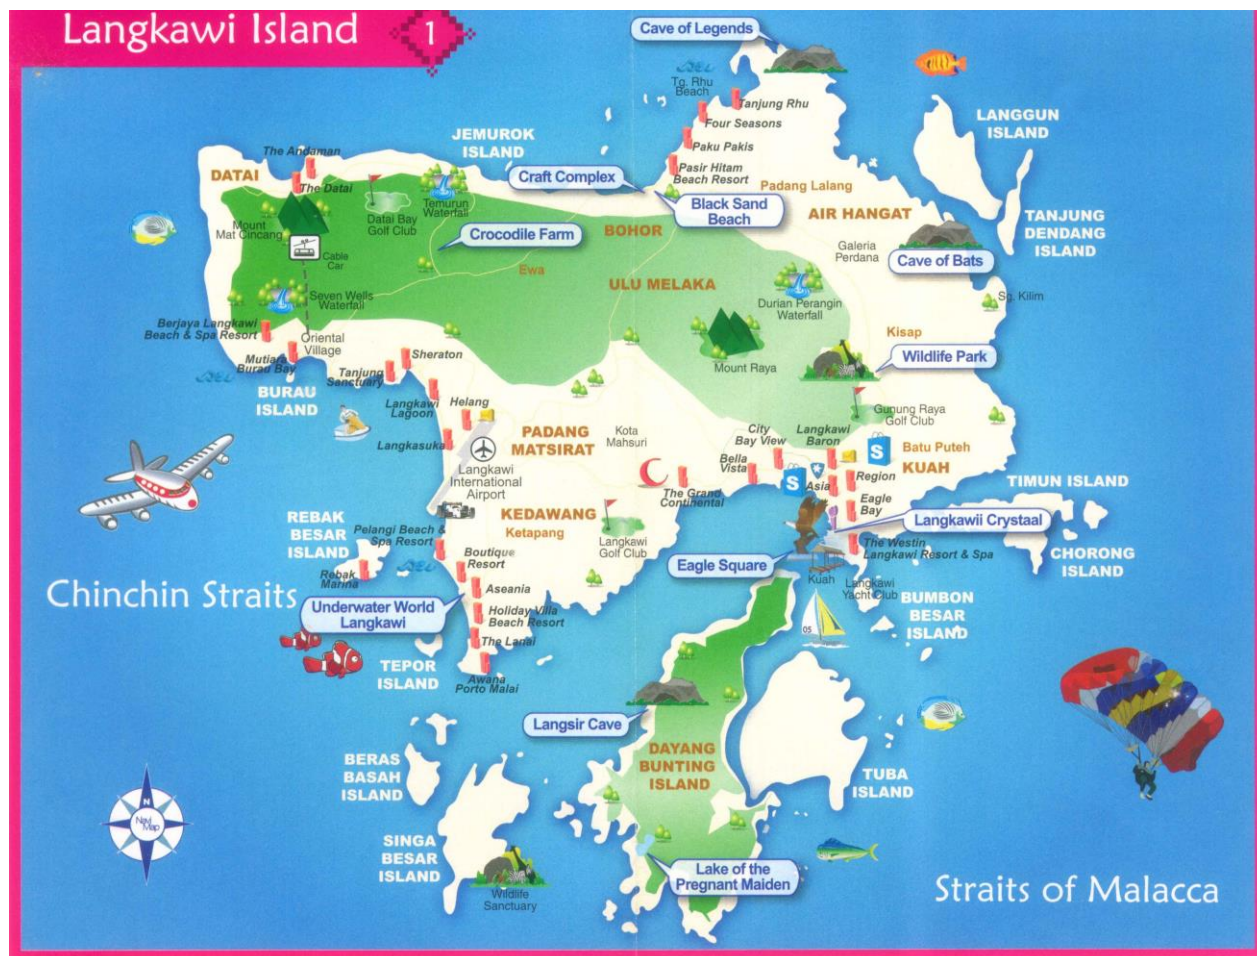 Langkawi Island
1
Cave of Legends
Tg. Rhu
Beach
Tanjung Rhu
Four Seasons
Paku Pakis
Pasir Hitam
Beach Resort
LANGGUN
ISLAND
JEMUROK
ISLAND
The Andaman
DATAI
The Datai
Craft Complex
Padang Lalang
Black Sand
Beach
AIR HANGAT
TANJUNG
DENDANG
ISLAND
Temurun
Waterfall
Datai Bay
Golf Club
Mount
Mat Cincang
Crocodile Farm
BOHOR
Galeria
Perdana
Cave of Bats
Cable
Car
Ewa
ULU MELAKA
Seven Wells
Waterfall
Durian Perangin
Waterfall
Sg. Kilim
Berjaya Langkawi
Beach & Spa Resort
Oriental
Village
Kisap
Mutiara
Burau Bay
Sheraton
Tanjung
Sanctuary
Mount Raya
Wildlife Park
BURAU
ISLAND
Langkawi
Lagoon
Helang
Gunung Raya
Golf Club
Langkasuka
PADANG
MATSIRAT
Kota
Mahsuri
City
Bay View
Langkawi
Baron
Batu Puteh
KUAH
S
Langkawi
International
Airport
Bella
Vista
S
Asia
Region
The Grand
Continental
TIMUN ISLAND
Eagle
Bay
REBAK
BESAR
ISLAND
Pelangi Beach &
Spa Resort
KEDAWANG
Ketapang
Langkawi
Golf Club
Langkawii Crystaal
The Westin
Langkawi Resort & Spa
CHORONG
ISLAND
Boutique
Resort
Eagle Square
Kuah
Langkawi
Yacht Club
Rebak
Marina
Aseania
Chinchin Straits
Underwater World
Langkawi
Holiday Villa
Beach Resort
BUMBON
BESAR
ISLAND
05
The Lanai
TEPOR
ISLAND
Awana
Porto Malai
Langsir Cave
DAYANG
BUNTING
ISLAND
BERAS
BASAH
ISLAND
TUBA
ISLAND
N
Navi
Map
SINGA
BESAR
ISLAND
Wildlife
Sanctuary
Lake of the
Pregnant Maiden
Straits of Malacca